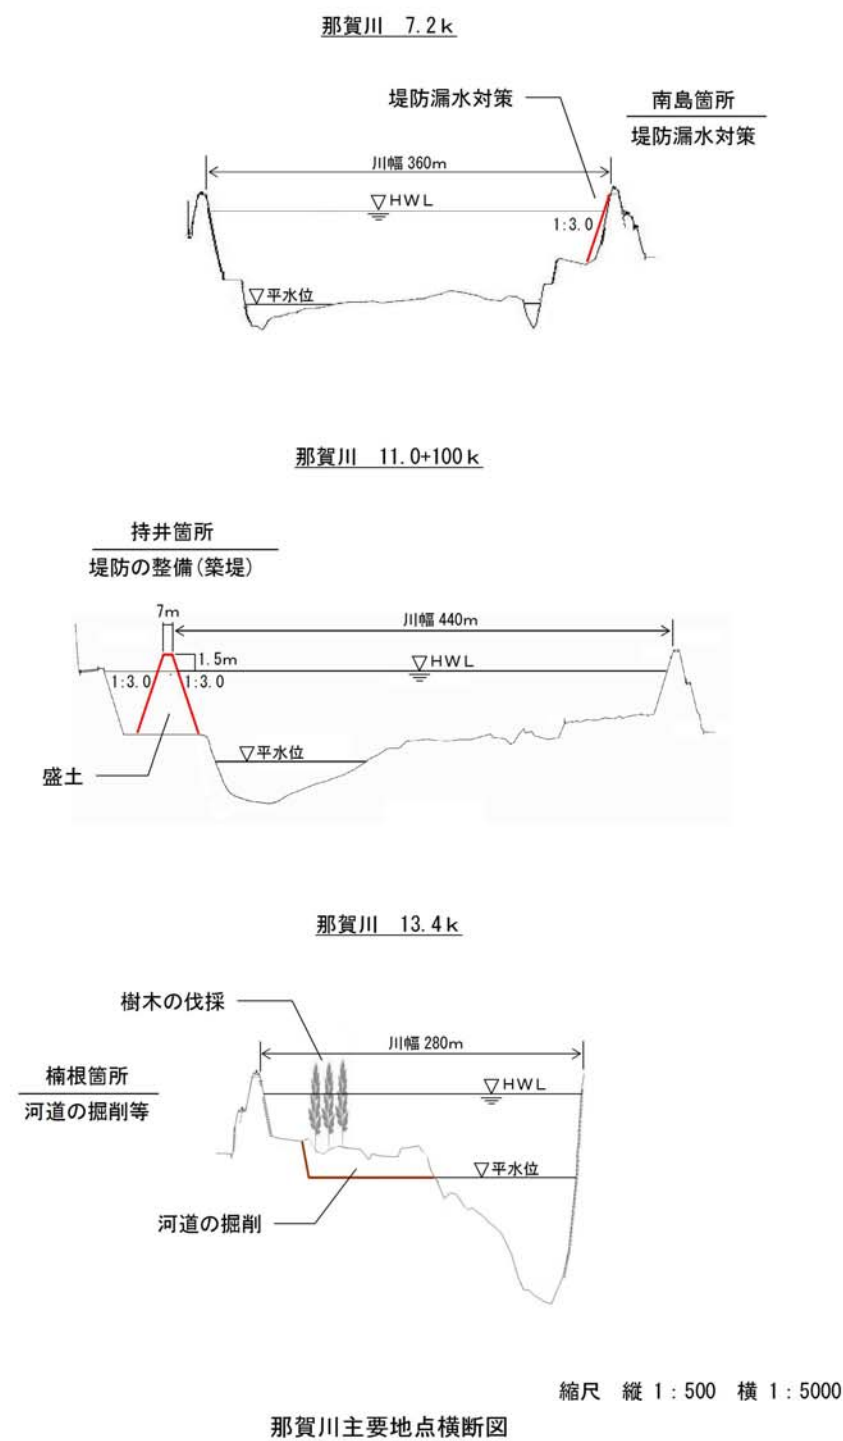 那賀川 7.2k
堤防漏水対策
南島箇所
堤防漏水対策
川幅 360m
▽HWL
1:3.0
▽平水位
那賀川 11.0+100k
持井箇所
堤防の整備(築堤)
7m
川幅 440m
1.5m
▽HWL
1:3.0
1:3.0
▽平水位
盛土
那賀川 13.4k
樹木の伐採
川幅 280m
楠根箇所
河道の掘削等
▽HWL
▽平水位
河道の掘削
縮尺 縦 1:500 横 1:5000
那賀川主要地点横断図